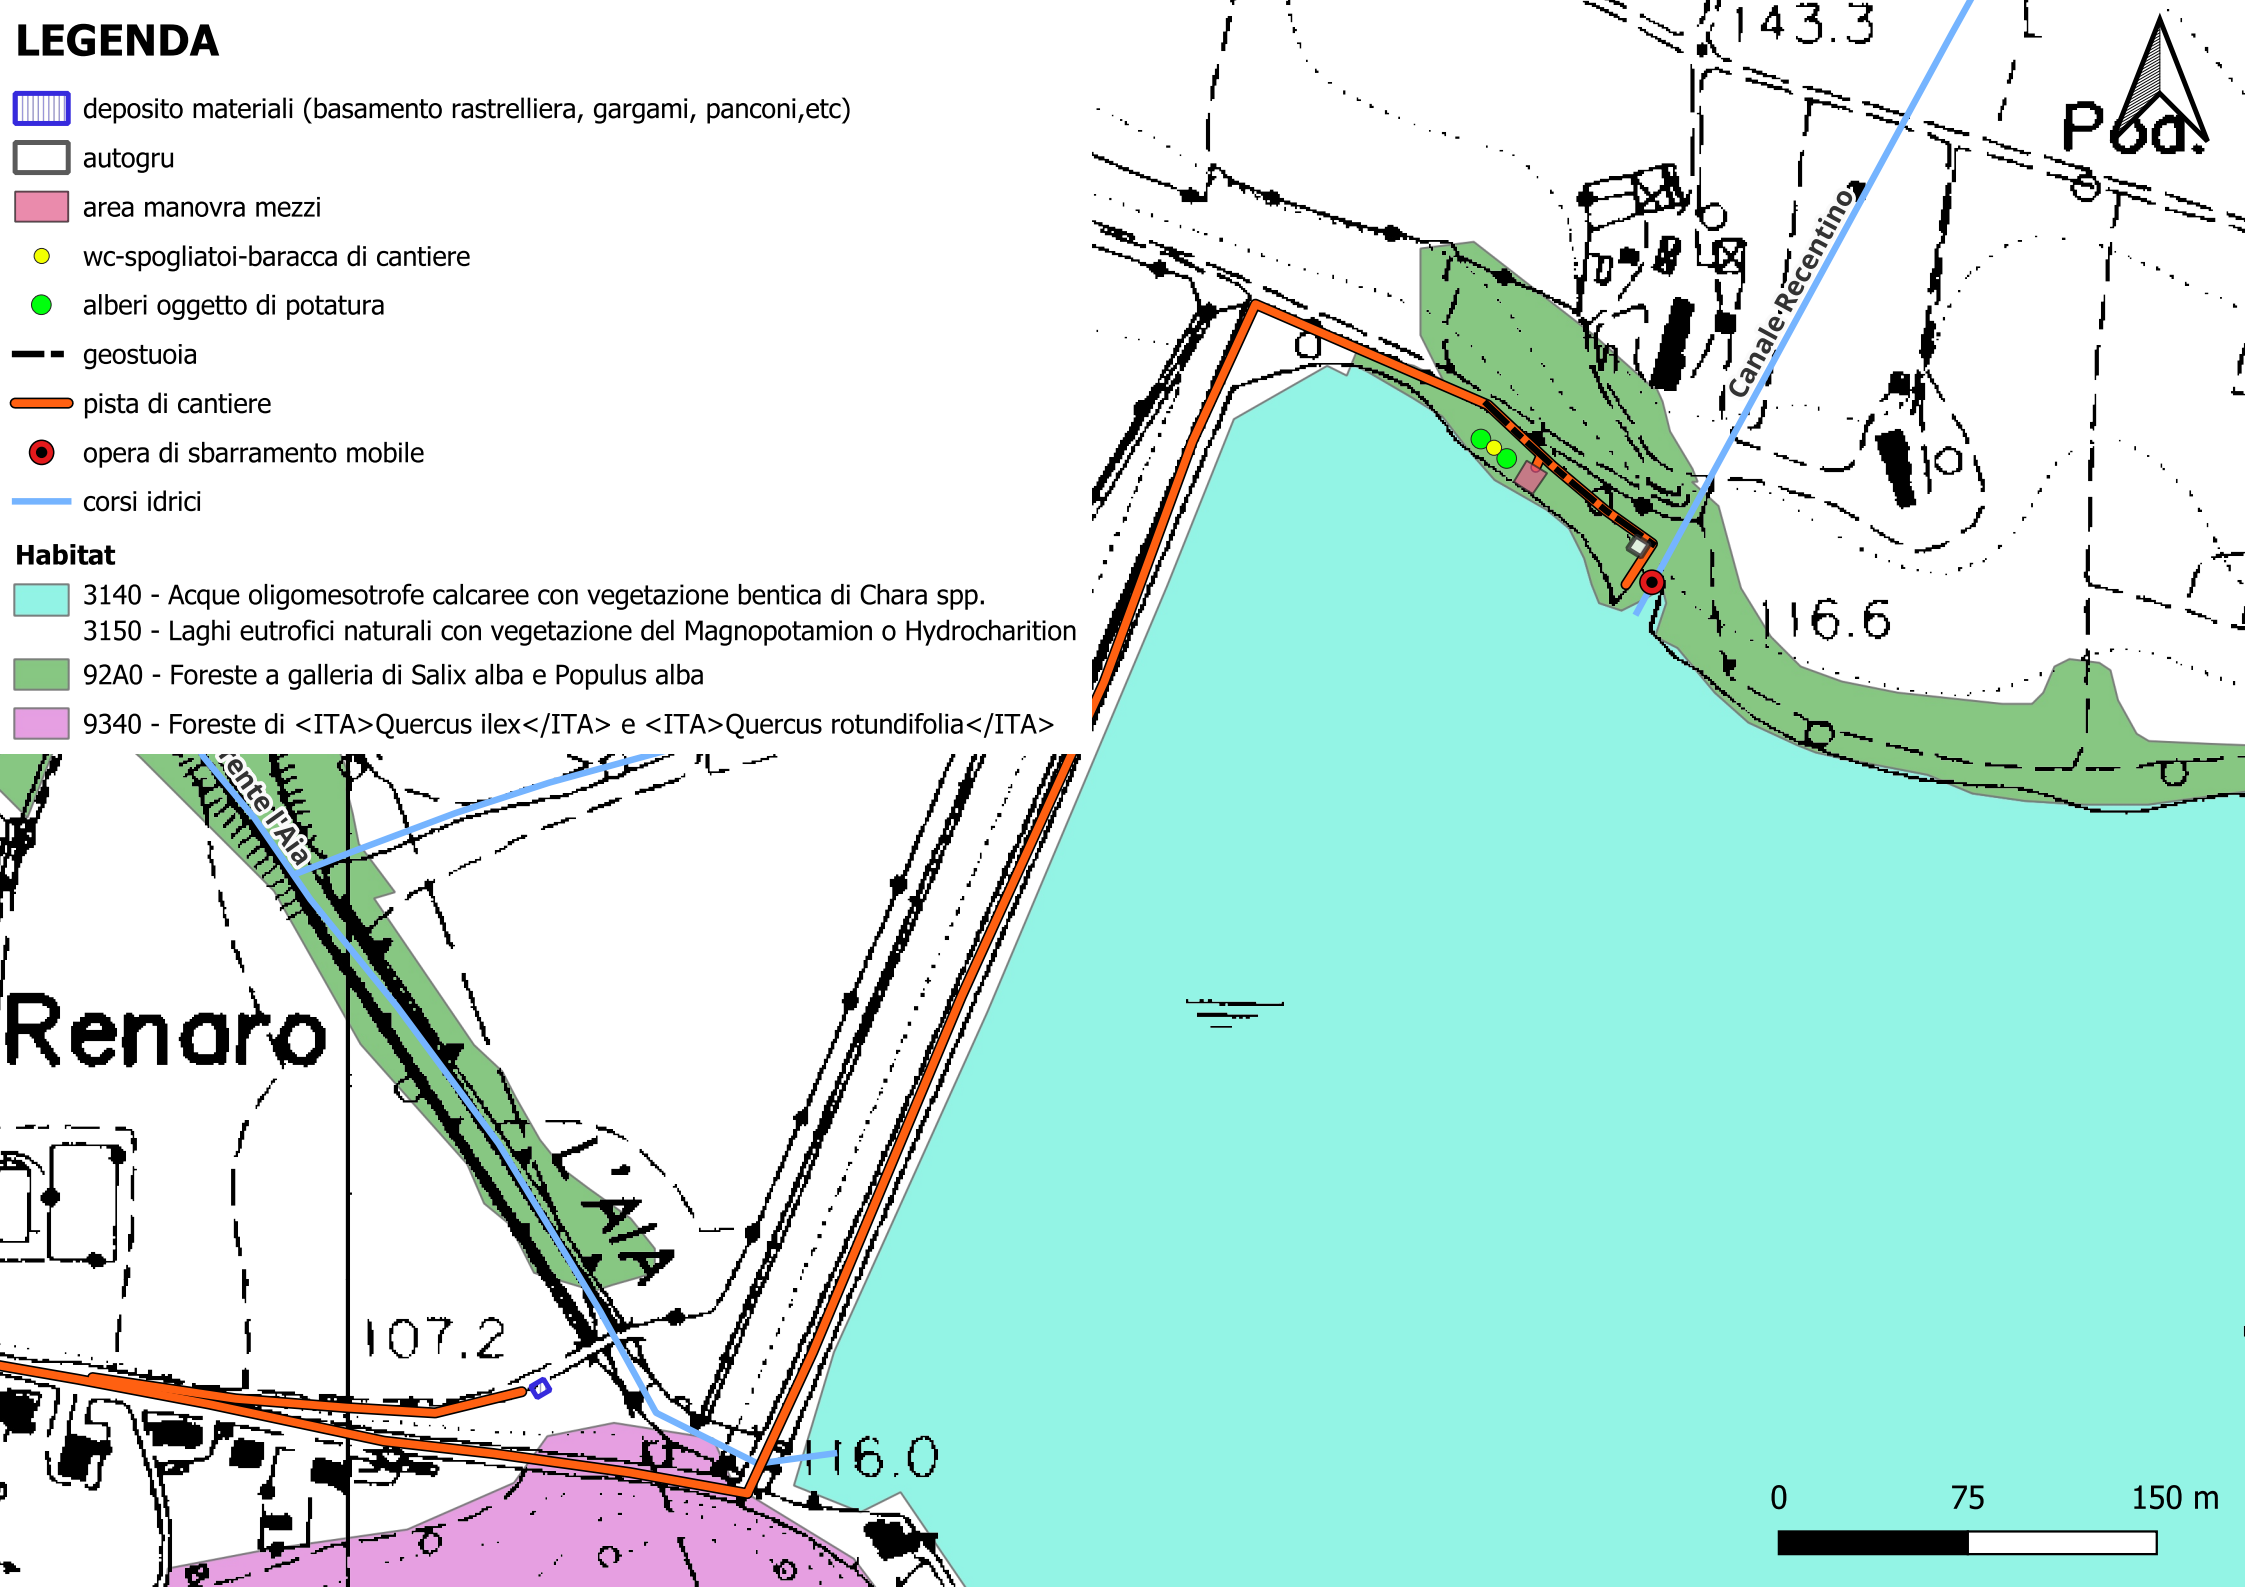 LEGENDA
deposito materiali (basamento rastrelliera, gargami, panconi,etc)
autogru
area manovra mezzi
wc-spogliatoi-baracca di cantiere
alberi oggetto di potatura
geostuoia
pista di cantiere
opera di sbarramento mobile
corsi idrici
Habitat
3140 - Acque oligomesotrofe calcaree con vegetazione bentica di Chara spp.
3150 - Laghi eutrofici naturali con vegetazione del Magnopotamion o Hydrocharition
92A0 - Foreste a galleria di Salix alba e Populus alba
9340 - Foreste di <ITA>Quercus ilex</ITA> e <ITA>Quercus rotundifolia</ITA>
143.3
Pod.
Canale Recentino
116.6
rente l'Aia
Renaro
L'AIA
107.2
116.0
0 75 150 m